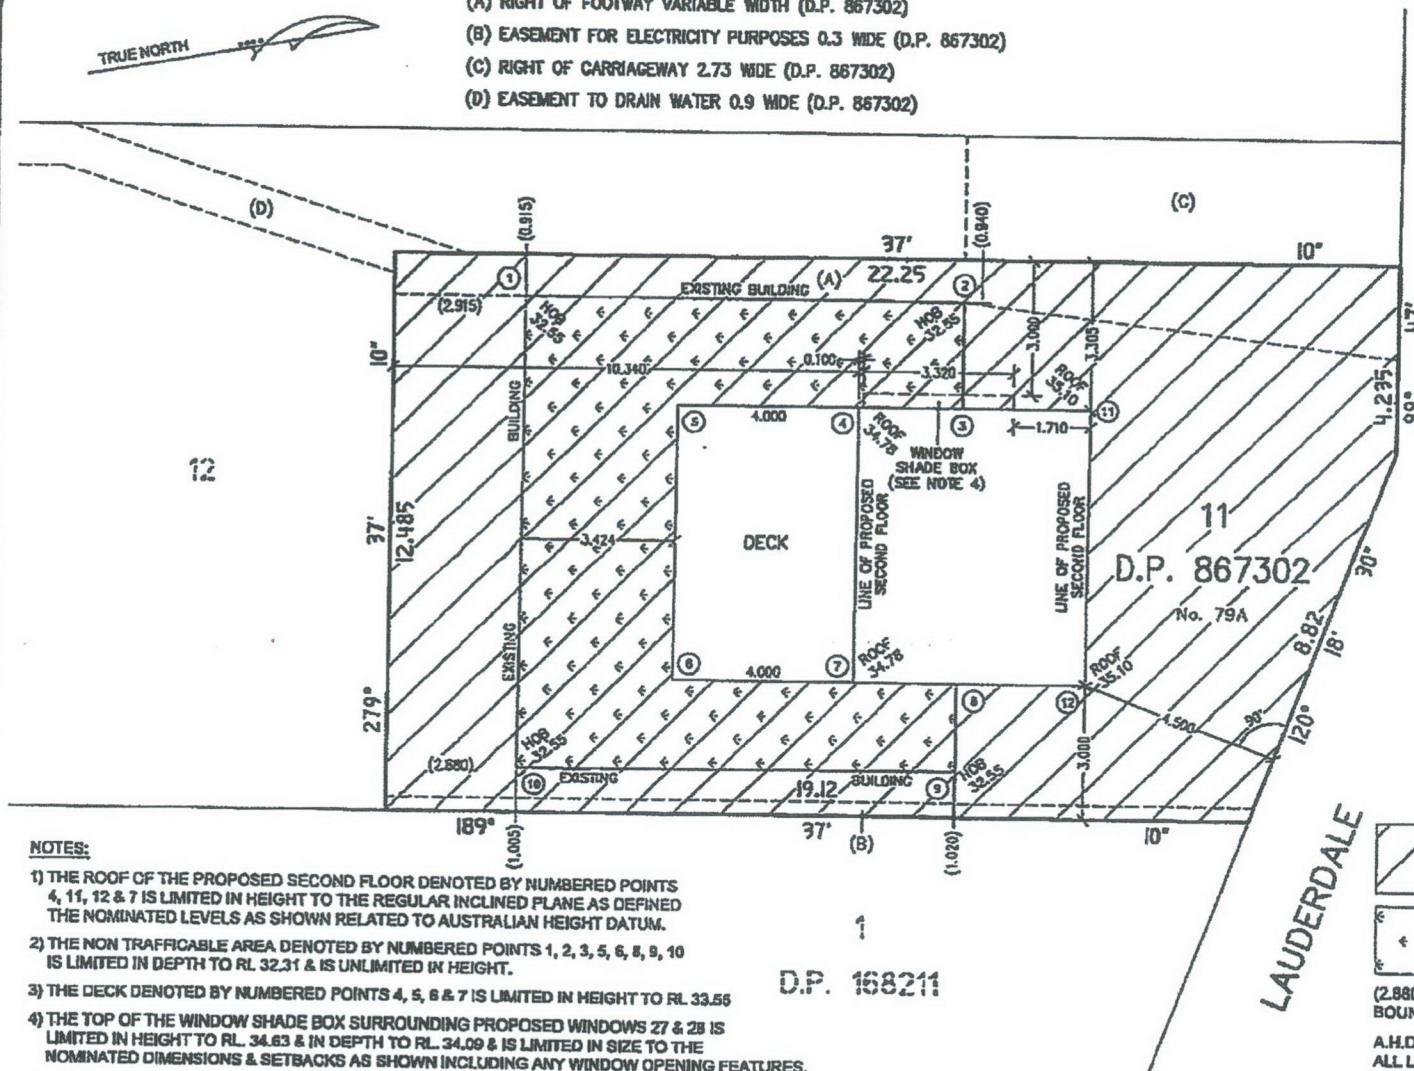 (A) RIGHT OF FOOTWAY VARIABLE WIDTH (D.P. 867302)
(B) EASEMENT FOR ELECTRICITY PURPOSES 0.3 WIDE (D.P. 867302)
(C) RIGHT OF CARRIAGEWAY 2.73 WIDE (D.P. 867302)
(D) EASEMENT TO DRAIN WATER 0.9 WIDE (D.P. 867302)
TRUE NORTH
(D)
(0.915)
(C)
37'
(0.940)
10"
1
22.25
EXISTING BUILDING (A)
2
(2.915)
HOB
32.55
HOB
32.55
3.000
3.305
10"
10.340
0.100
3.320
ROOF
35.10
4.235
BUILDING
5
4.000
4
ROOF
34.78
3
1.710
11
WINDOW
SHADE BOX
(SEE NOTE 4)
12
37'
12.485
3.424
DECK
LINE OF PROPOSED
SECOND FLOOR
LINE OF PROPOSED
SECOND FLOOR
11
D.P. 867302
No. 79A
30"
8.82
18'
120°
EXISTING
6
4.000
7
ROOF
34.78
8
12
ROOF
35.10
4.500
90°
279°
HOB
32.55
3.000
(2.880)
10
EXISTING
19.12
BUILDING
9
HOB
32.55
189°
(1.005)
37'
(B)
(1.020)
10"
LAUDERDALE
NOTES:
1) THE ROOF OF THE PROPOSED SECOND FLOOR DENOTED BY NUMBERED POINTS
4, 11, 12 & 7 IS LIMITED IN HEIGHT TO THE REGULAR INCLINED PLANE AS DEFINED
THE NOMINATED LEVELS AS SHOWN RELATED TO AUSTRALIAN HEIGHT DATUM.
2) THE NON TRAFFICABLE AREA DENOTED BY NUMBERED POINTS 1, 2, 3, 5, 6, 8, 9, 10
IS LIMITED IN DEPTH TO RL 32.31 & IS UNLIMITED IN HEIGHT.
3) THE DECK DENOTED BY NUMBERED POINTS 4, 5, 6 & 7 IS LIMITED IN HEIGHT TO RL 33.56
4) THE TOP OF THE WINDOW SHADE BOX SURROUNDING PROPOSED WINDOWS 27 & 28 IS
LIMITED IN HEIGHT TO RL. 34.63 & IN DEPTH TO RL. 34.09 & IS LIMITED IN SIZE TO THE
NOMINATED DIMENSIONS & SETBACKS AS SHOWN INCLUDING ANY WINDOW OPENING FEATURES.
1
D.P. 168211
(2.880
BOUN
A.H.D
ALL L